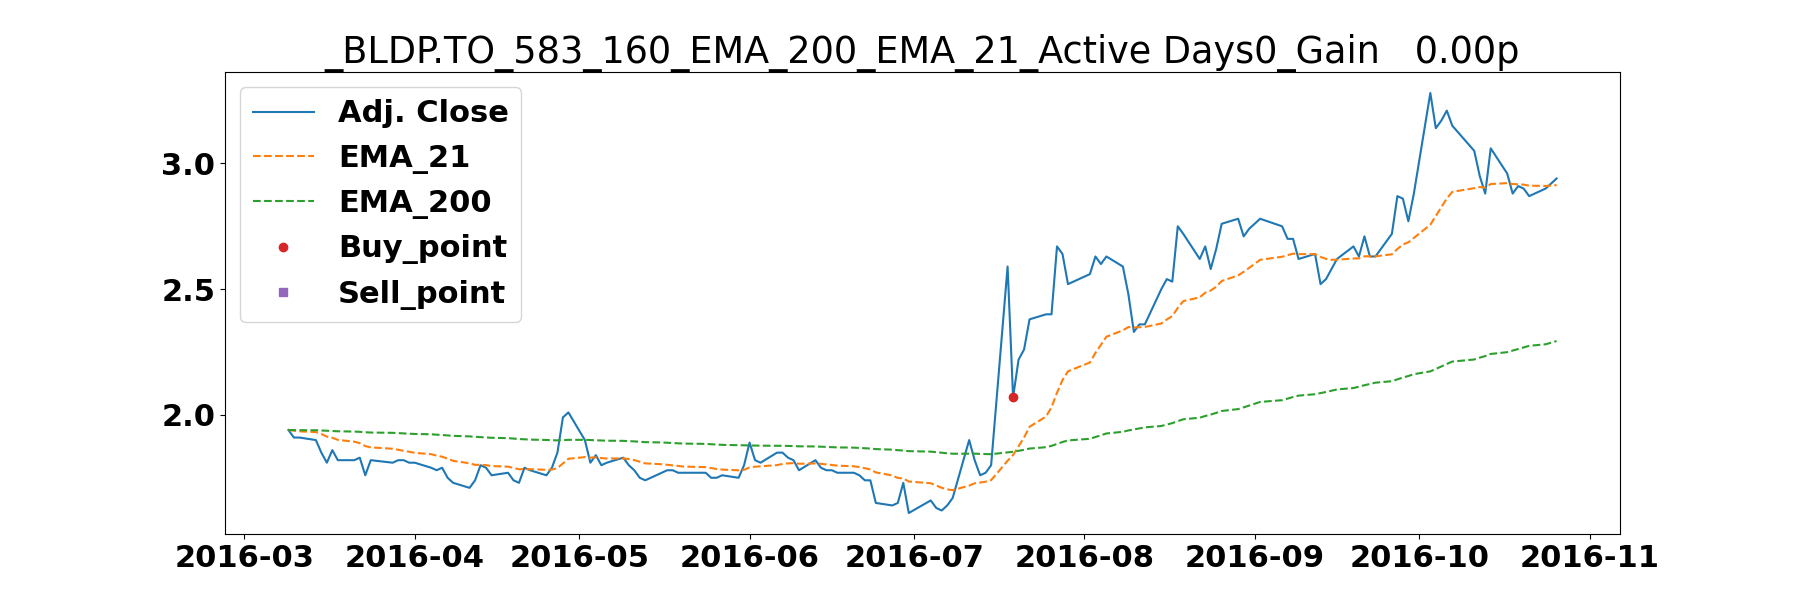 _BLDP.TO_583_160_EMA_200_EMA_21_Active Days0_Gain   0.00p
Adj. Close
EMA_21
EMA_200
Buy_point
Sell_point
3.0
2.5
2.0
2016-03 2016-04 2016-05 2016-06 2016-07 2016-08 2016-09 2016-10 2016-11